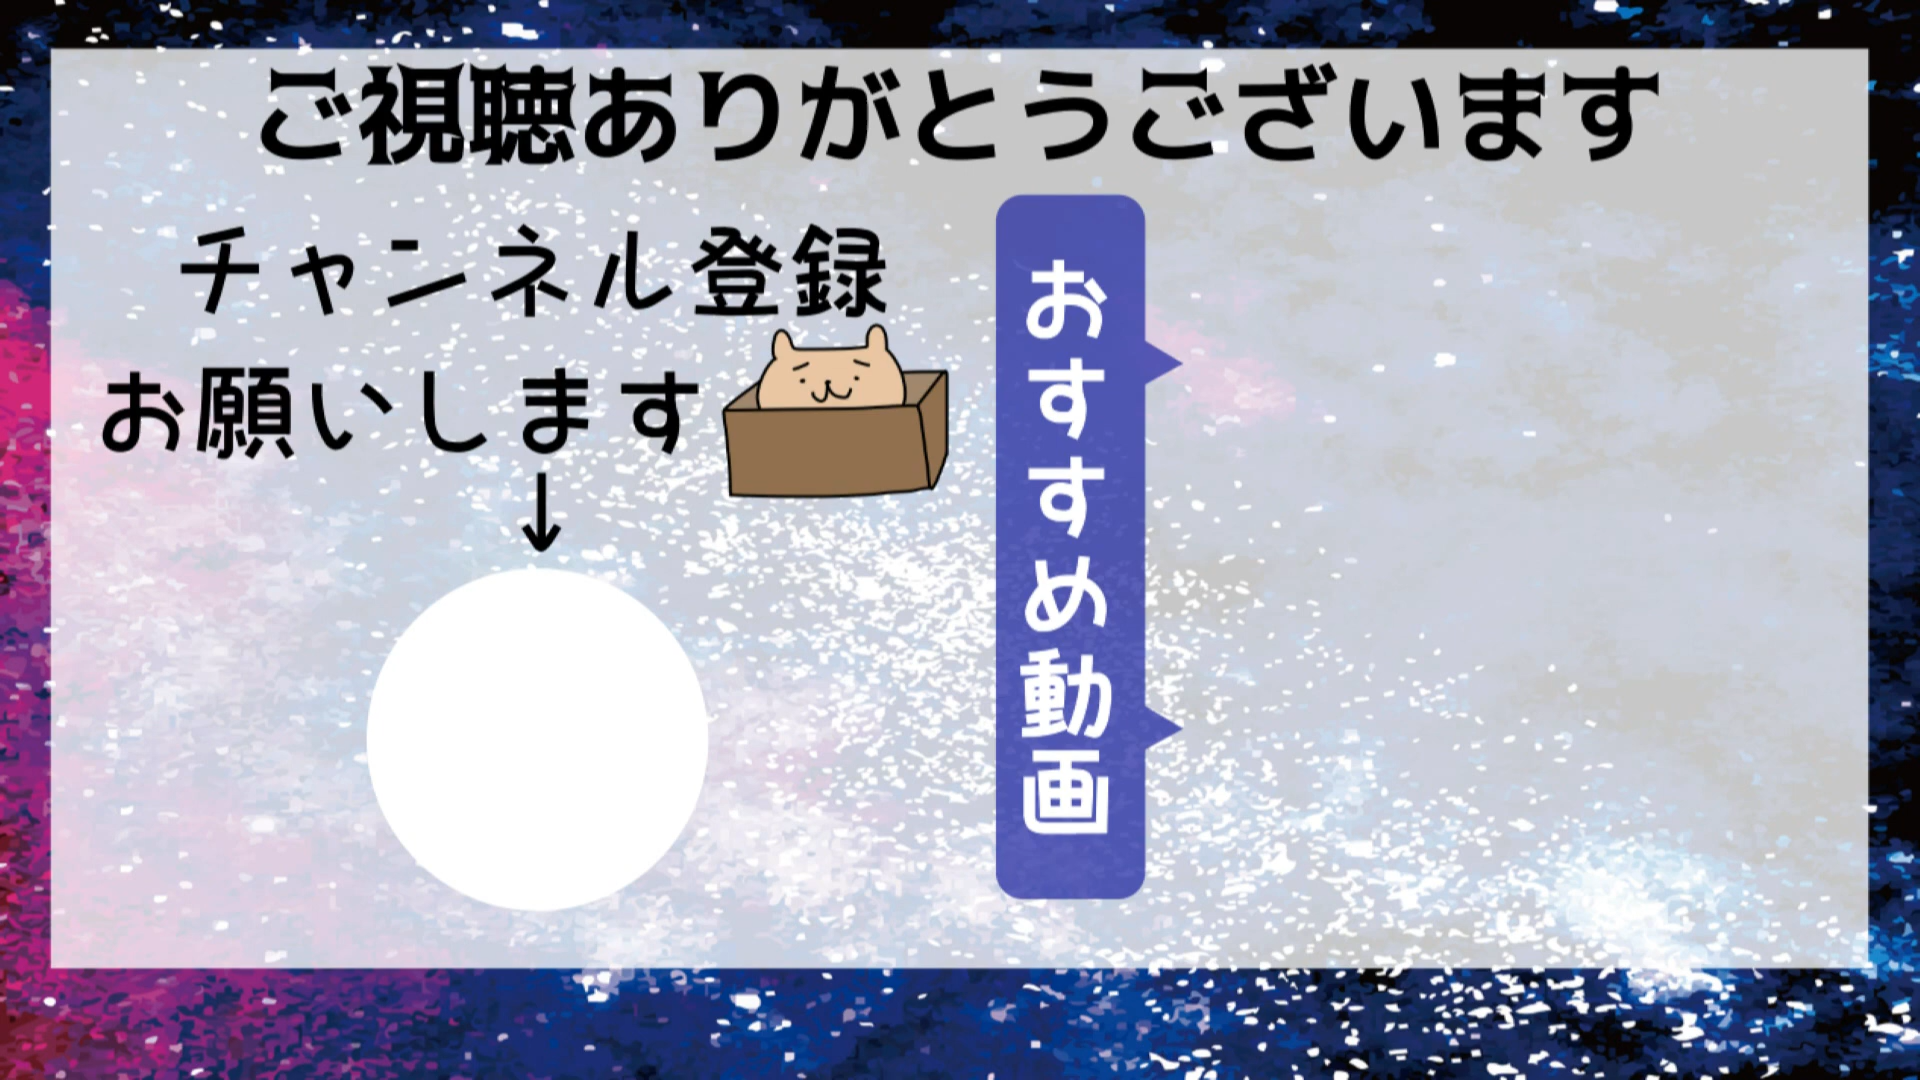 ご視聴ありがとうございます
チャンネル登録
お願いします
↓
おすすめ動画